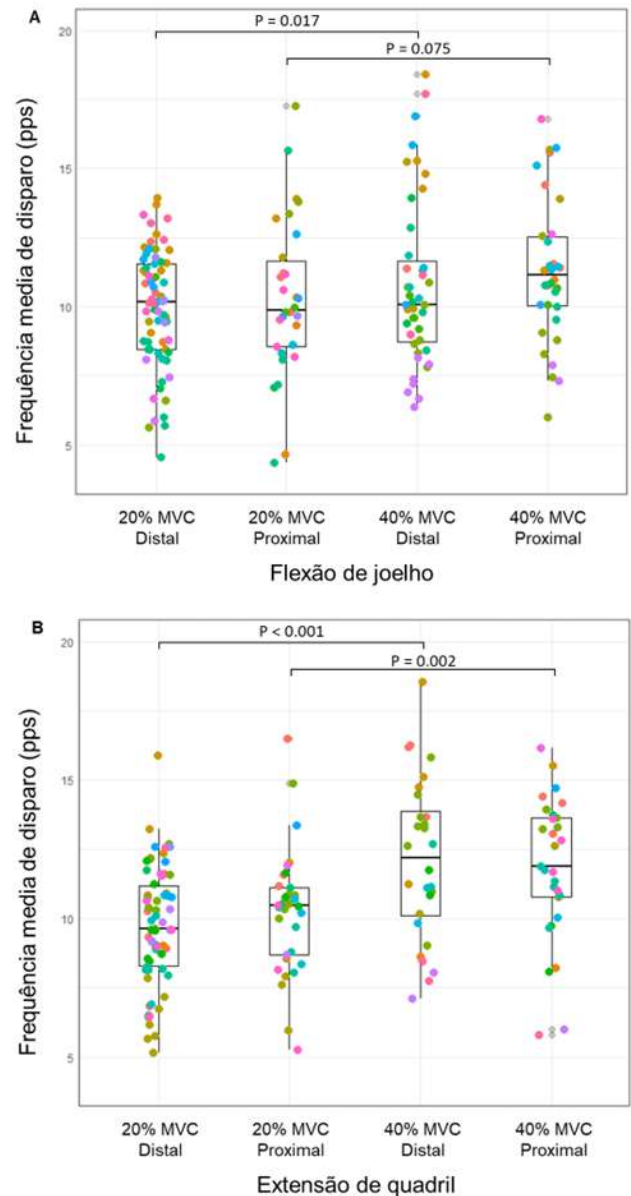 A
P = 0.017
P = 0.075
Frequência media de disparo (pps)
20
15
10
5
20% MVC
Distal
20% MVC
Proximal
40% MVC
Distal
40% MVC
Proximal
Flexão de joelho
B
P < 0.001
P = 0.002
Frequência media de disparo (pps)
20
15
10
5
20% MVC
Distal
20% MVC
Proximal
40% MVC
Distal
40% MVC
Proximal
Extensão de quadril